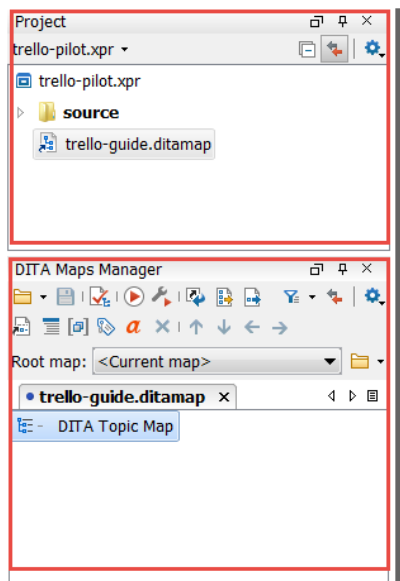 Project
trello-pilot.xpr
trello-pilot.xpr
source
trello-guide.ditamap
DITA Maps Manager
a
Root map: <Current map>
trello-guide.ditamap
DITA Topic Map